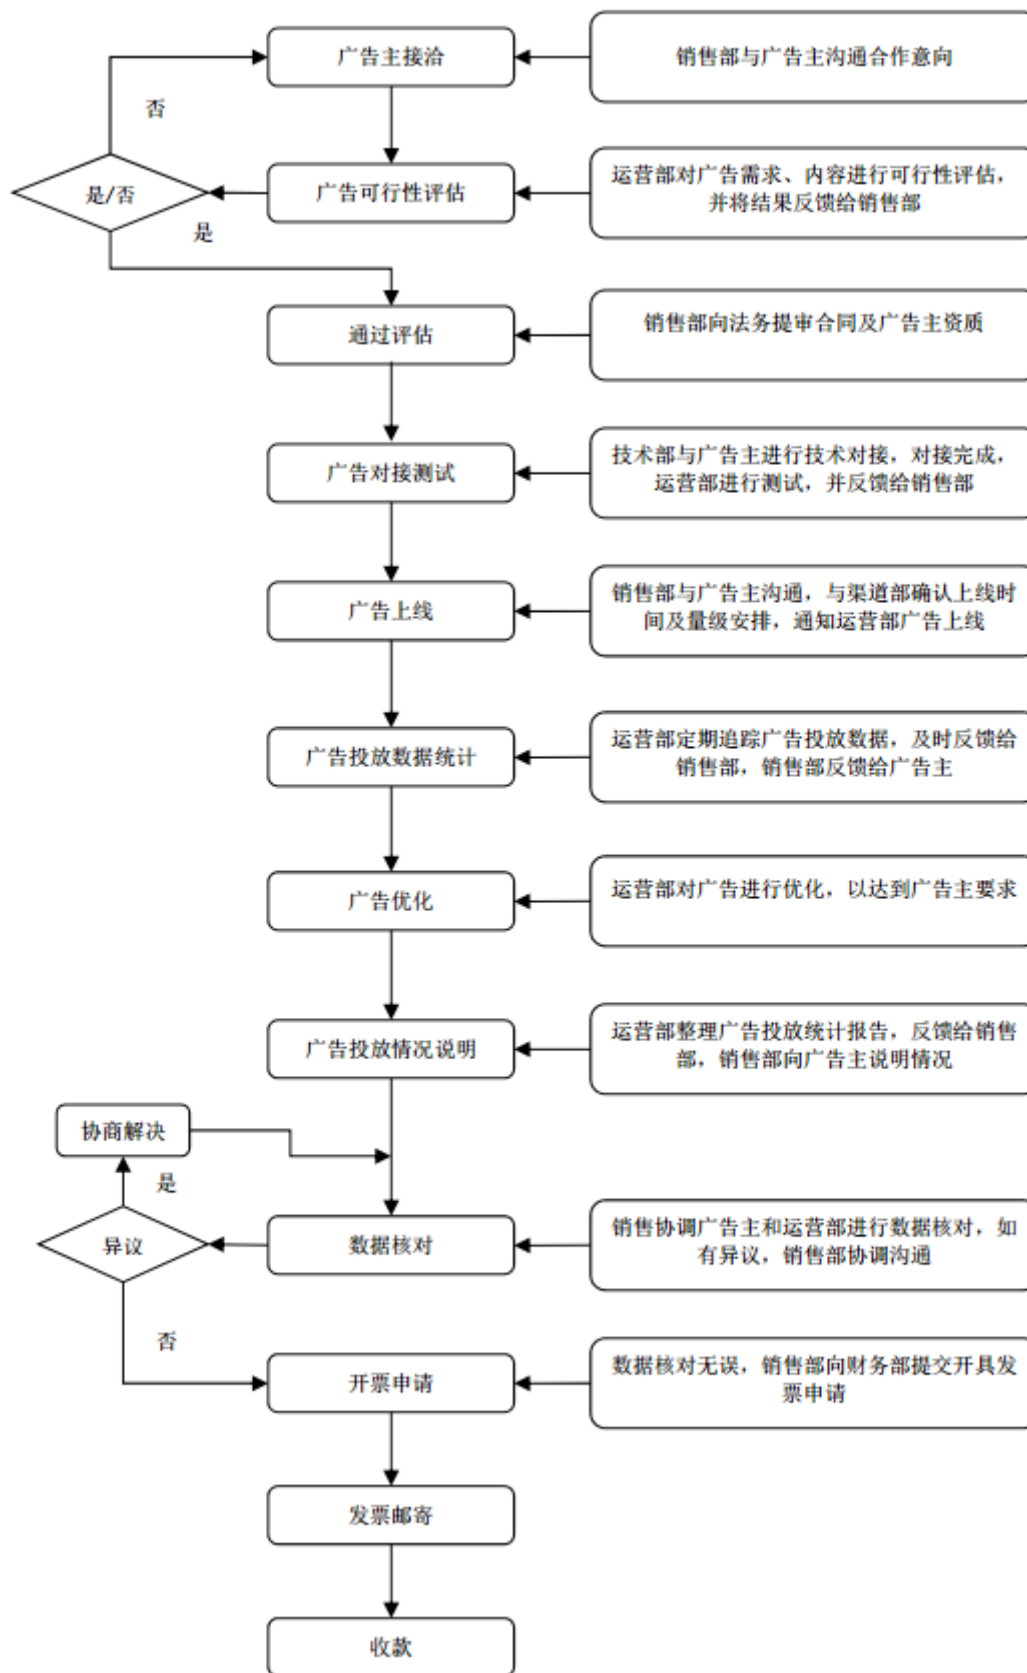 广告主接洽
销售部与广告主沟通合作意向
否
是/否
广告可行性评估
运营部对广告需求、内容进行可行性评估，
并将结果反馈给销售部
是
通过评估
销售部向法务提审合同及广告主资质
广告对接测试
技术部与广告主进行技术对接，对接完成，
运营部进行测试，并反馈给销售部
广告上线
销售部与广告主沟通，与渠道部确认上线时
间及量级安排，通知运营部广告上线
广告投放数据统计
运营部定期追踪广告投放数据，及时反馈给
销售部，销售部反馈给广告主
广告优化
运营部对广告进行优化，以达到广告主要求
广告投放情况说明
运营部整理广告投放统计报告，反馈给销售
部，销售部向广告主说明情况
协商解决
是
异议
数据核对
销售协调广告主和运营部进行数据核对，如
有异议，销售部协调沟通
否
开票申请
数据核对无误，销售部向财务部提交开具发
票申请
发票邮寄
收款